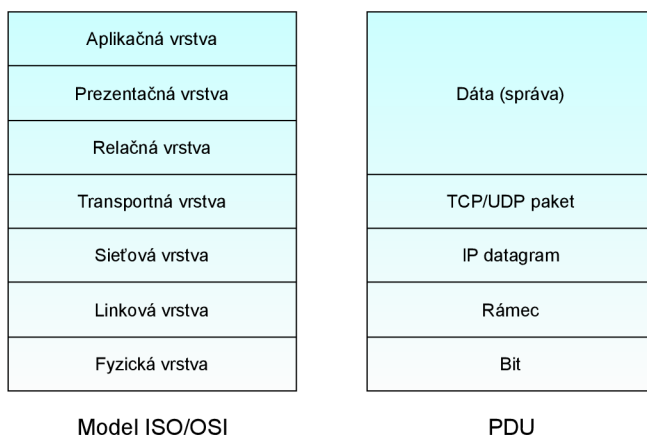 Aplikačná vrstva
Prezentačná vrstva
Relačná vrstva
Transportná vrstva
Sieťová vrstva
Linková vrstva
Fyzická vrstva
Model ISO/OSI
Dáta (správa)
TCP/UDP paket
IP datagram
Rámec
Bit
PDU